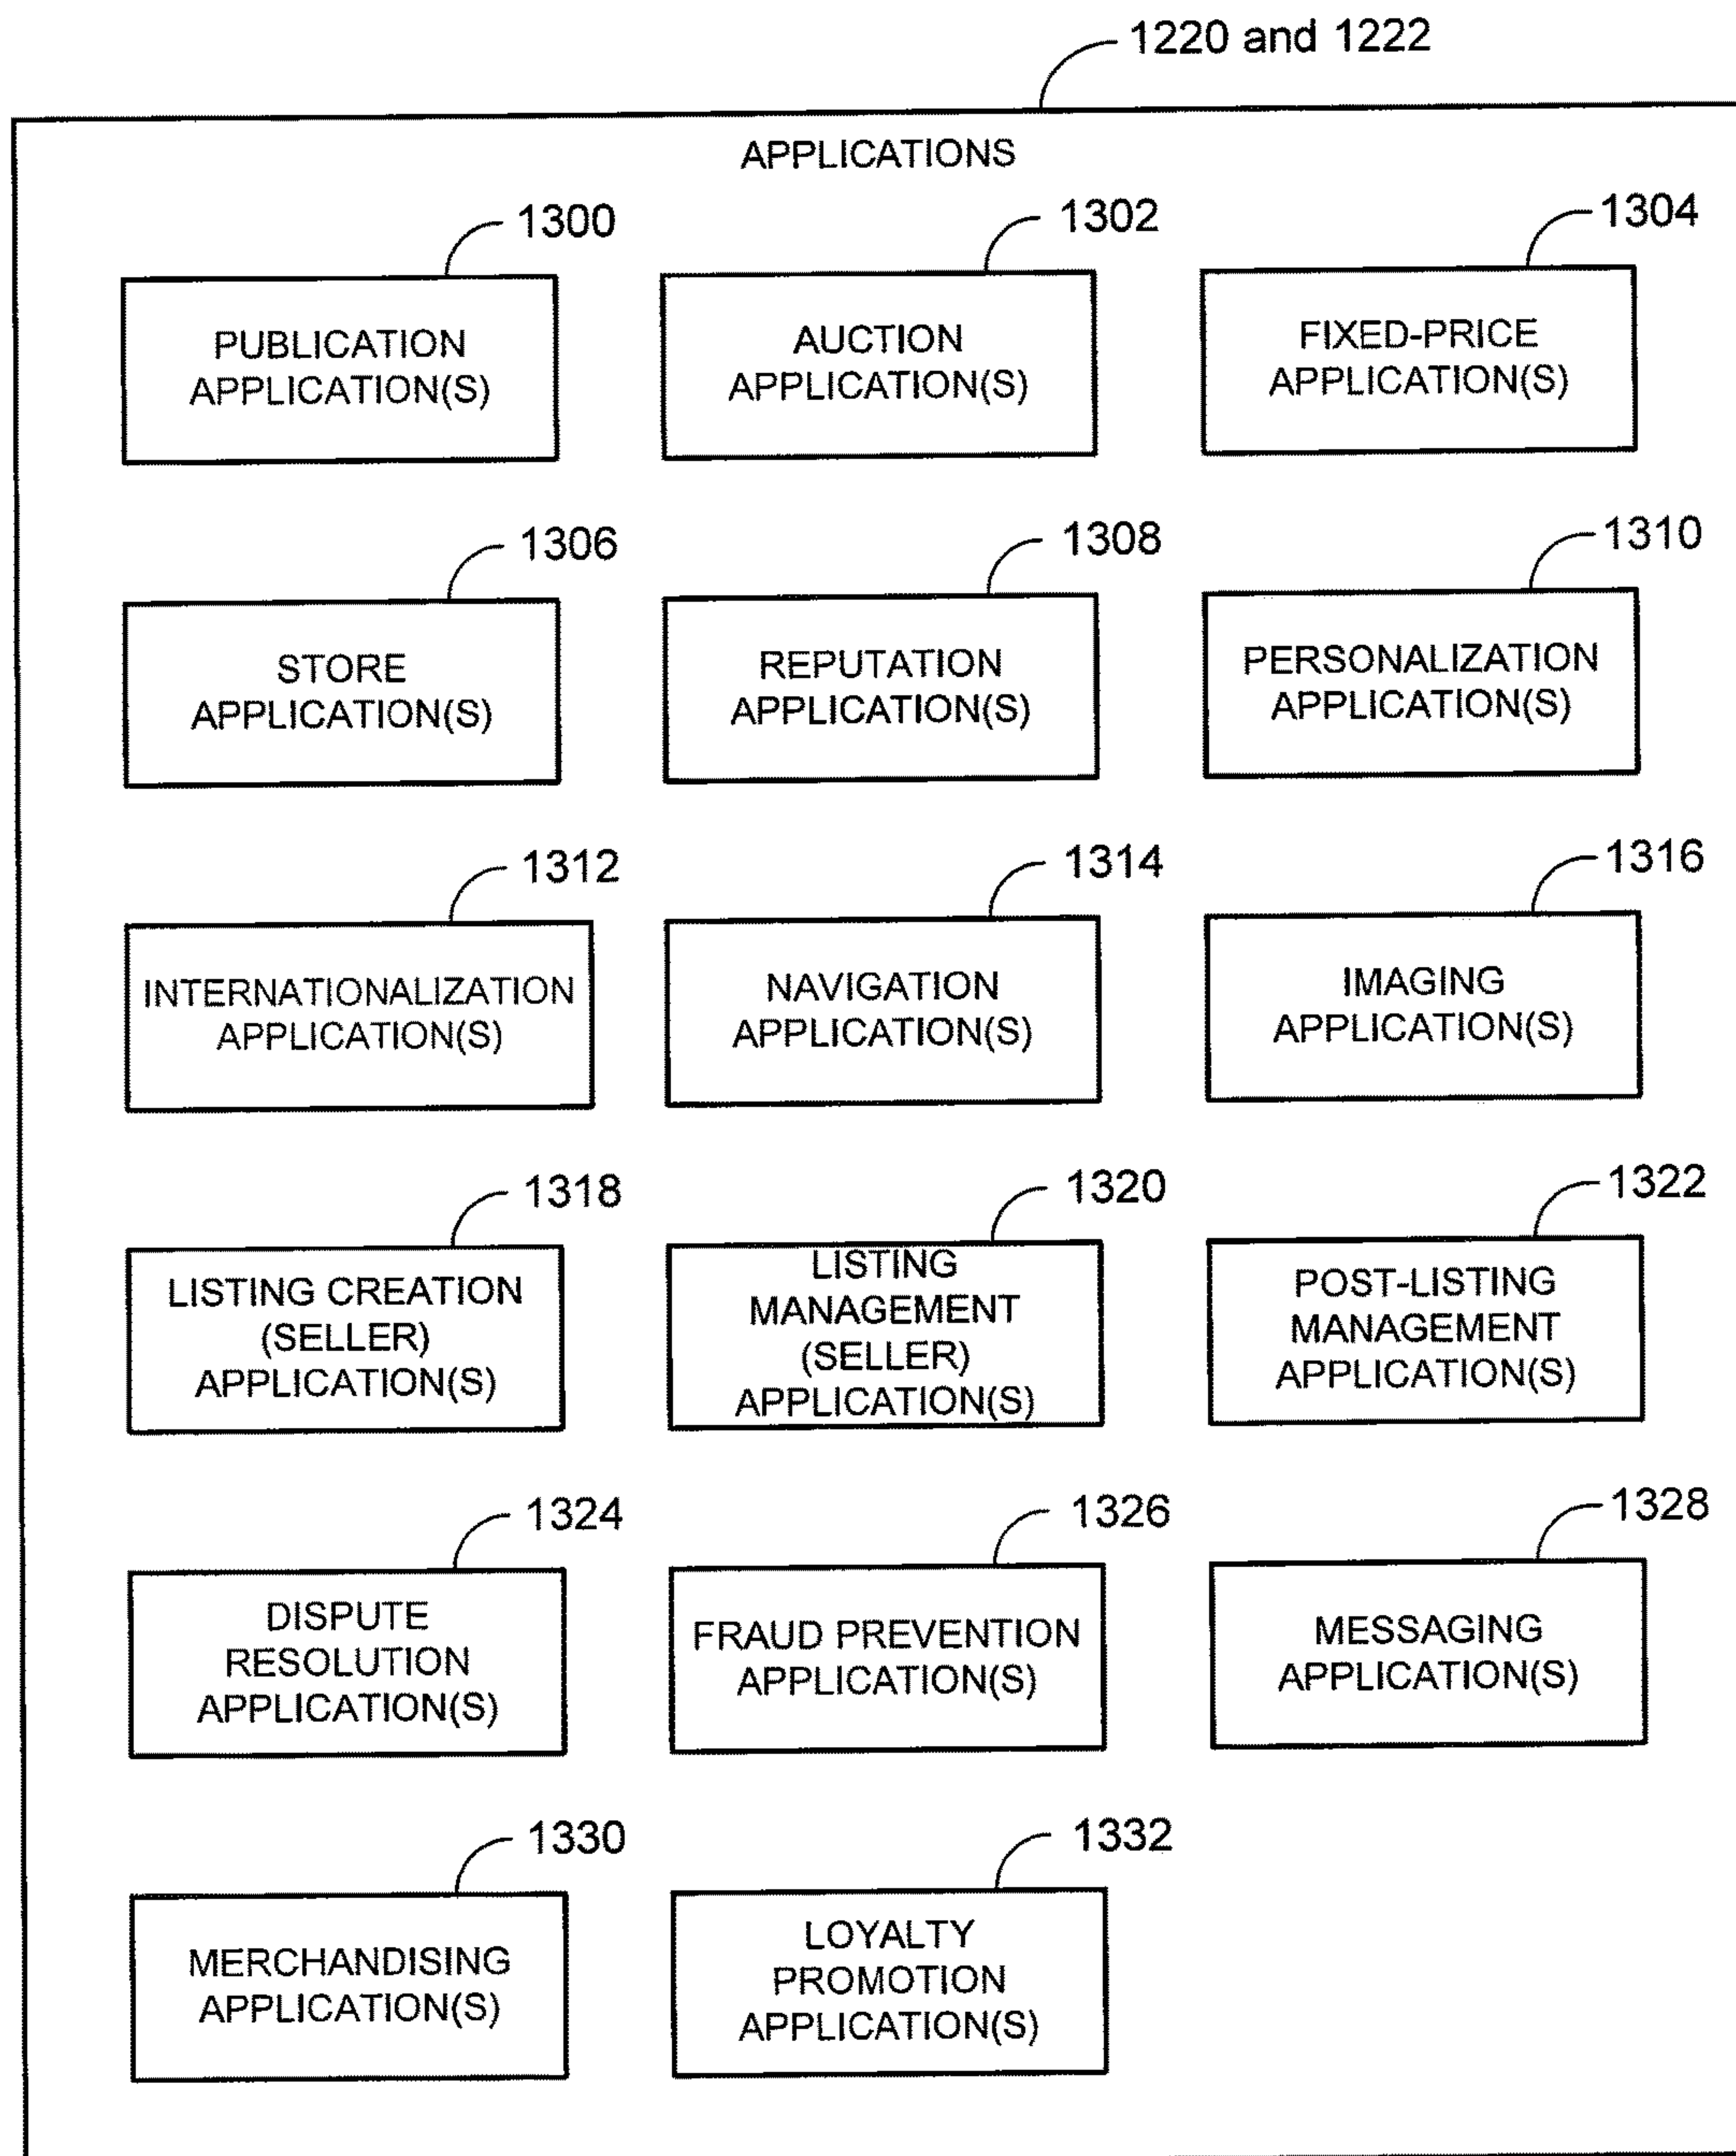 1220 and 1222
APPLICATIONS
1300
PUBLICATION
APPLICATION(S)
1302
AUCTION
APPLICATION(S)
1304
FIXED-PRICE
APPLICATION(S)
1306
STORE
APPLICATION(S)
1308
REPUTATION
APPLICATION(S)
1310
PERSONALIZATION
APPLICATION(S)
1312
INTERNATIONALIZATION
APPLICATION(S)
1314
NAVIGATION
APPLICATION(S)
1316
IMAGING
APPLICATION(S)
1318
LISTING CREATION
(SELLER)
APPLICATION(S)
1320
LISTING
MANAGEMENT
(SELLER)
APPLICATION(S)
1322
POST-LISTING
MANAGEMENT
APPLICATION(S)
1324
DISPUTE
RESOLUTION
APPLICATION(S)
1326
FRAUD PREVENTION
APPLICATION(S)
1328
MESSAGING
APPLICATION(S)
1330
MERCHANDISING
APPLICATION(S)
1332
LOYALTY
PROMOTION
APPLICATION(S)